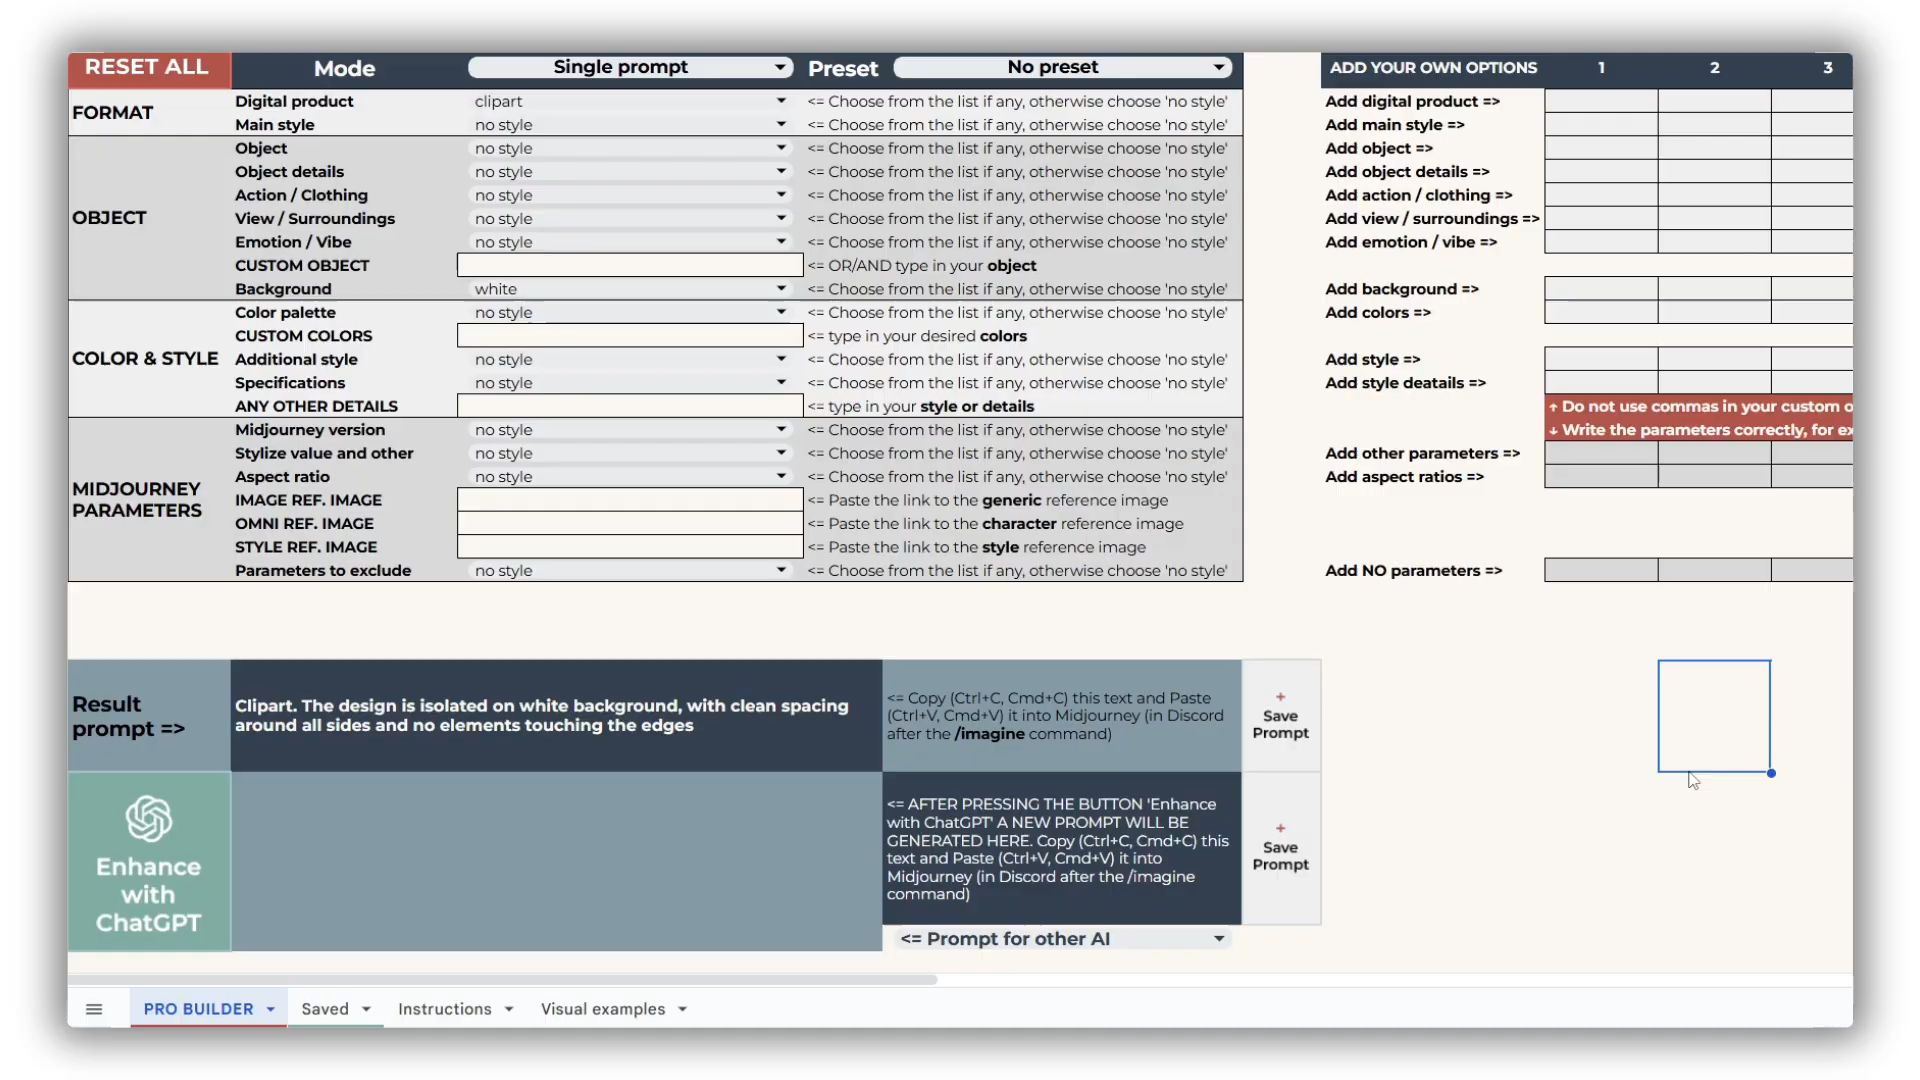 RESET ALL Mode Single prompt Preset No preset ADD YOUR OWN OPTIONS 1 2 3
FORMAT
Digital product clipart <= Choose from the list if any, otherwise choose 'no style' Add digital product =>
Main style no style <= Choose from the list if any, otherwise choose 'no style' Add main style =>
OBJECT
Object no style <= Choose from the list if any, otherwise choose 'no style' Add object =>
Object details no style <= Choose from the list if any, otherwise choose 'no style' Add object details =>
Action / Clothing no style <= Choose from the list if any, otherwise choose 'no style' Add action / clothing =>
View / Surroundings no style <= Choose from the list if any, otherwise choose 'no style' Add view / surroundings =>
Emotion / Vibe no style <= Choose from the list if any, otherwise choose 'no style' Add emotion / vibe =>
CUSTOM OBJECT <= OR/AND type in your object
Background white <= Choose from the list if any, otherwise choose 'no style' Add background =>
COLOR & STYLE
Color palette no style <= Choose from the list if any, otherwise choose 'no style' Add colors =>
CUSTOM COLORS <= type in your desired colors
Additional style no style <= Choose from the list if any, otherwise choose 'no style' Add style =>
Specifications no style <= Choose from the list if any, otherwise choose 'no style' Add style deatails =>
ANY OTHER DETAILS <= type in your style or details ↑ Do not use commas in your custom o
MIDJOURNEY
PARAMETERS
Midjourney version no style <= Choose from the list if any, otherwise choose 'no style' ↓ Write the parameters correctly, for ex
Stylize value and other no style <= Choose from the list if any, otherwise choose 'no style' Add other parameters =>
Aspect ratio no style <= Choose from the list if any, otherwise choose 'no style' Add aspect ratios =>
IMAGE REF. IMAGE <= Paste the link to the generic reference image
OMNI REF. IMAGE <= Paste the link to the character reference image
STYLE REF. IMAGE <= Paste the link to the style reference image
Parameters to exclude no style <= Choose from the list if any, otherwise choose 'no style' Add NO parameters =>
Result
prompt =>
Clipart. The design is isolated on white background, with clean spacing
around all sides and no elements touching the edges
<= Copy (Ctrl+C, Cmd+C) this text and Paste
(Ctrl+V, Cmd+V) it into Midjourney (in Discord
after the /imagine command)
+
Save
Prompt
Enhance
with
ChatGPT
<= AFTER PRESSING THE BUTTON 'Enhance
with ChatGPT' A NEW PROMPT WILL BE
GENERATED HERE. Copy (Ctrl+C, Cmd+C) this
text and Paste (Ctrl+V, Cmd+V) it into
Midjourney (in Discord after the /imagine
command)
+
Save
Prompt
<= Prompt for other AI
PRO BUILDER Saved Instructions Visual examples